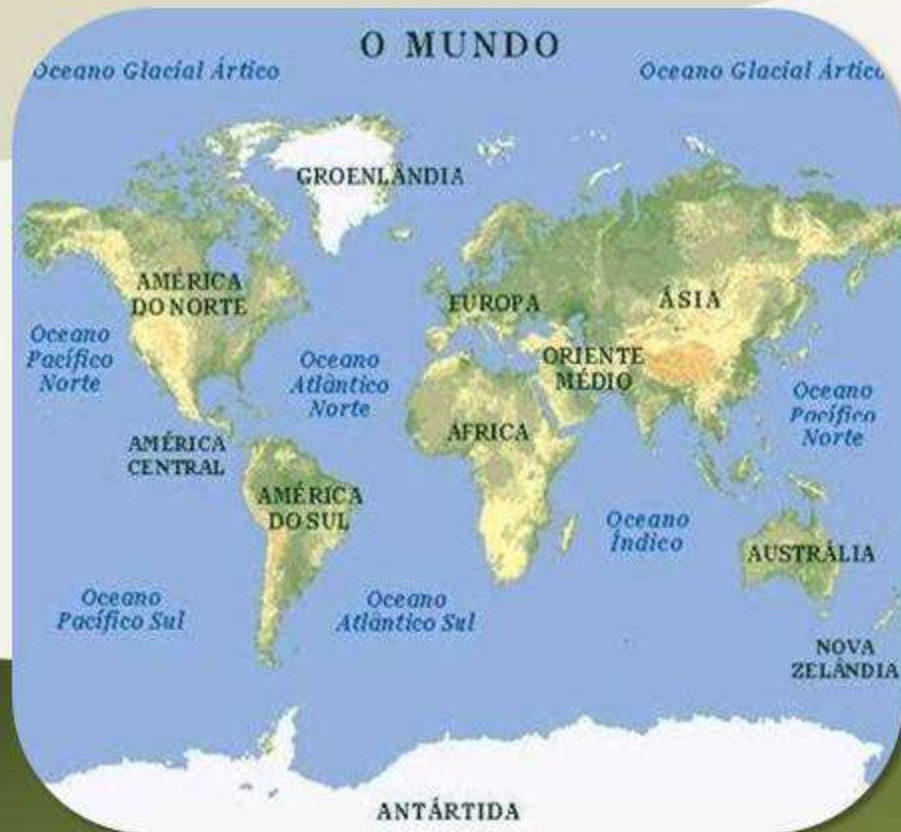 O MUNDO
Oceano Glacial Ártico
Oceano Glacial Ártico
GROENLÂNDIA
AMÉRICA
DO NORTE
EUROPA
ÁSIA
Oceano
Pacífico
Norte
Oceano
Atlântico
Norte
ORIENTE
MÉDIO
Oceano
Pacífico
Norte
ÁFRICA
AMÉRICA
CENTRAL
AMÉRICA
DO SUL
Oceano
Índico
AUSTRÁLIA
Oceano
Pacífico Sul
Oceano
Atlântico Sul
NOVA
ZELÂNDIA
ANTÁRTIDA